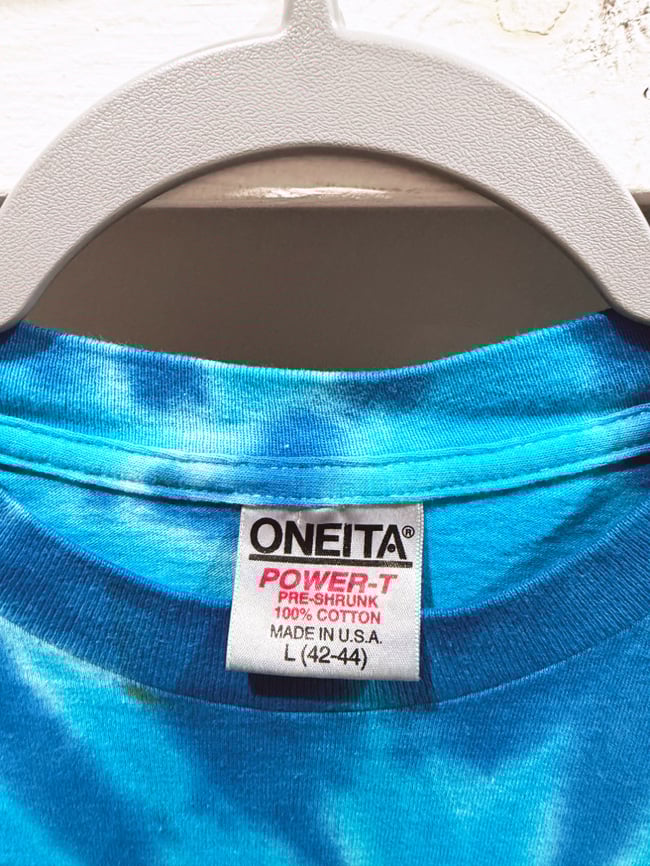 ONEITA®
POWER-T
PRE-SHRUNK
100% COTTON
MADE IN U.S.A.
L (42-44)